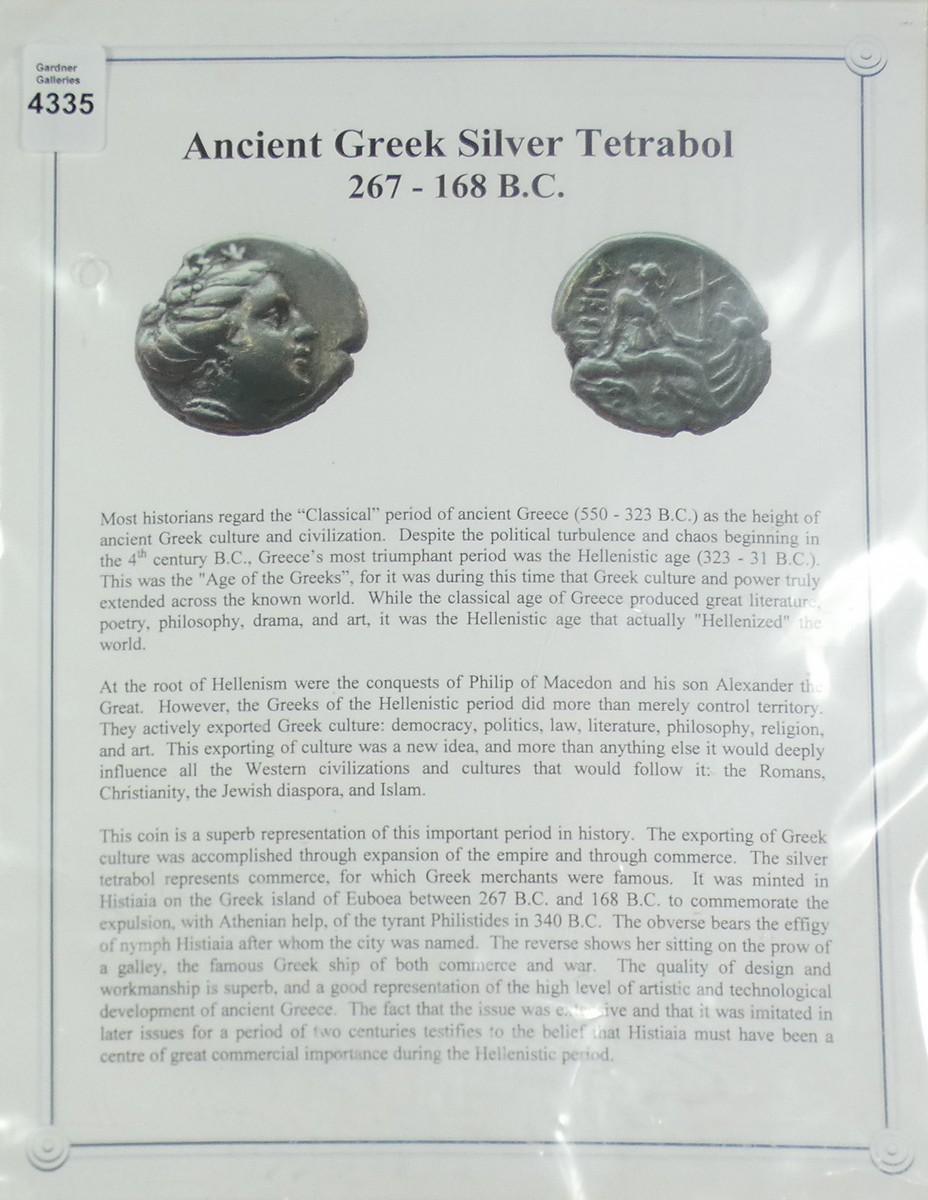 Gardner
Galleries
4335
Ancient Greek Silver Tetrabol
267 - 168 B.C.
Most historians regard the “Classical” period of ancient Greece (550 - 323 B.C.) as the height of
ancient Greek culture and civilization. Despite the political turbulence and chaos beginning in
the 4th century B.C., Greece’s most triumphant period was the Hellenistic age (323 - 31 B.C.).
This was the "Age of the Greeks”, for it was during this time that Greek culture and power truly
extended across the known world. While the classical age of Greece produced great literature,
poetry, philosophy, drama, and art, it was the Hellenistic age that actually "Hellenized" the
world.
At the root of Hellenism were the conquests of Philip of Macedon and his son Alexander the
Great. However, the Greeks of the Hellenistic period did more than merely control territory.
They actively exported Greek culture: democracy, politics, law, literature, philosophy, religion,
and art. This exporting of culture was a new idea, and more than anything else it would deeply
influence all the Western civilizations and cultures that would follow it: the Romans,
Christianity, the Jewish diaspora, and Islam.
This coin is a superb representation of this important period in history. The exporting of Greek
culture was accomplished through expansion of the empire and through commerce. The silver
tetrabol represents commerce, for which Greek merchants were famous. It was minted in
Histiaia on the Greek island of Euboea between 267 B.C. and 168 B.C. to commemorate the
expulsion, with Athenian help, of the tyrant Philistides in 340 B.C. The obverse bears the effigy
of nymph Histiaia after whom the city was named. The reverse shows her sitting on the prow of
a galley, the famous Greek ship of both commerce and war. The quality of design and
workmanship is superb, and a good representation of the high level of artistic and technological
development of ancient Greece. The fact that the issue was and that it was imitated in
later issues for a period of two centuries testifies to the belief that Histiaia must have been a
centre of great commercial importance during the Hellenistic period.